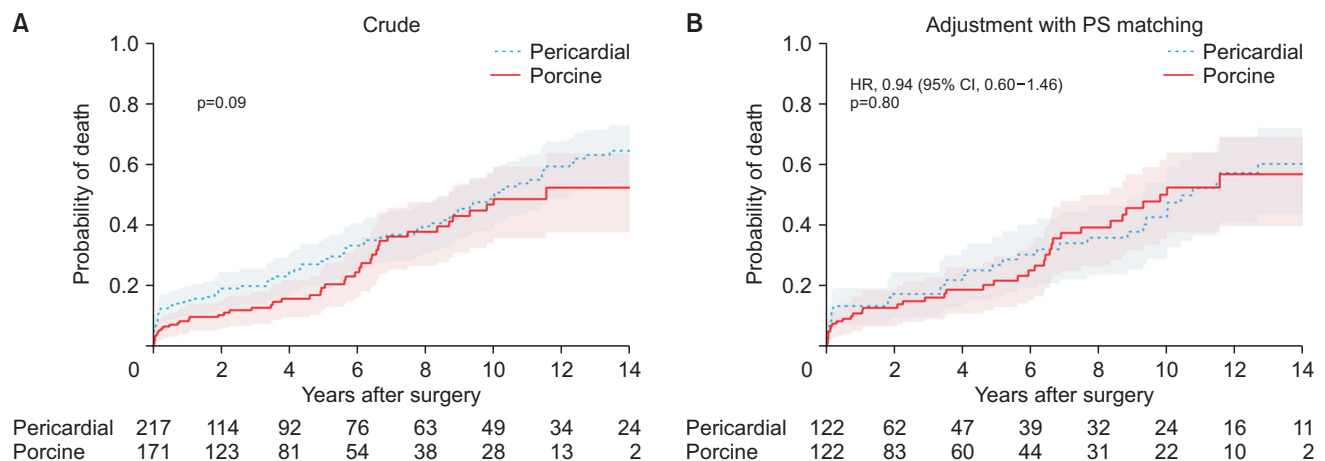 A
Crude
1.0
0.8
0.6
0.4
0.2
Probability of death
Pericardial
Porcine
p=0.09
0 2 4 6 8 10 12 14
Years after surgery
Pericardial 217 114 92 76 63 49 34 24
Porcine 171 123 81 54 38 28 13 2
B
Adjustment with PS matching
1.0
0.8
0.6
0.4
0.2
Probability of death
Pericardial
Porcine
HR, 0.94 (95% CI, 0.60−1.46)
p=0.80
0 2 4 6 8 10 12 14
Years after surgery
Pericardial 122 62 47 39 32 24 16 11
Porcine 122 83 60 44 31 22 10 2